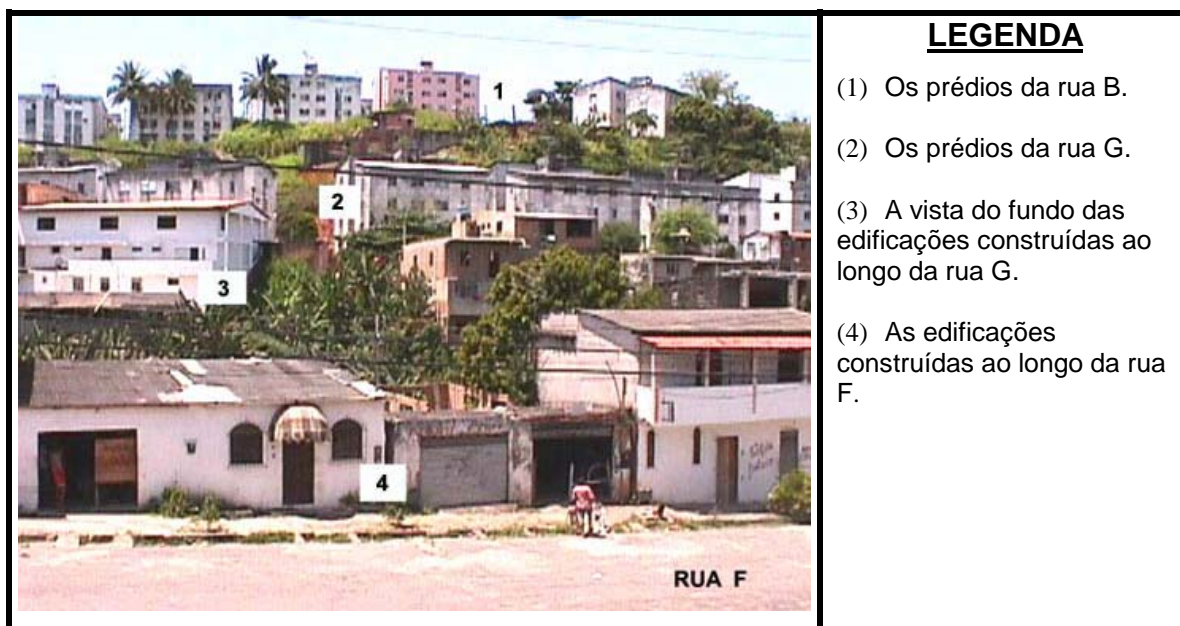 LEGENDA
(1) Os prédios da rua B.
(2) Os prédios da rua G.
(3) A vista do fundo das
edificações construídas ao
longo da rua G.
(4) As edificações
construídas ao longo da rua
F.
1
2
3
4
RUA F